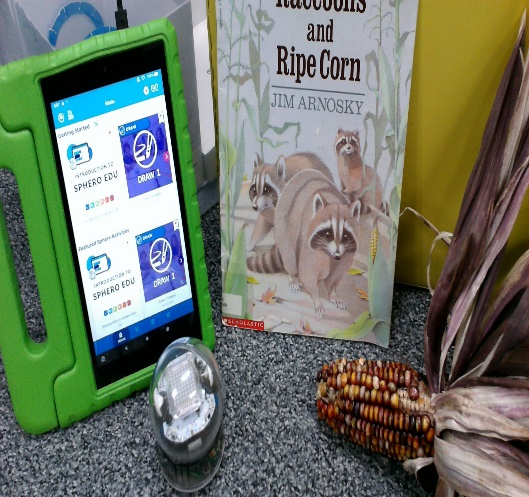 Raccoons
and
Ripe Corn
JIM ARNOSKY
SCHOLASTIC
Getting Started
INTRODUCTION TO
SPHERO EDU
DRAW 1
Featured Sphero Activities
INTRODUCTION TO
SPHERO EDU
DRAW 1